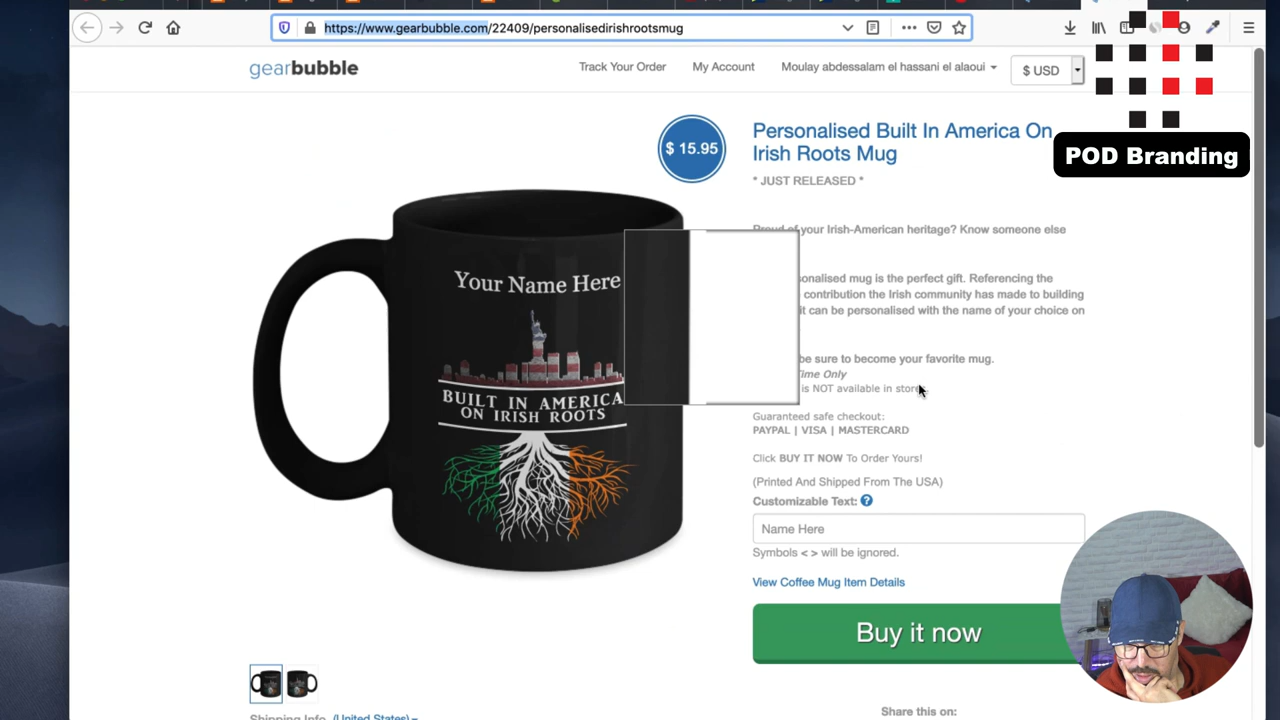 https://www.gearbubble.com/22409/personalisedirishrootsmug
gearbubble
Track Your Order
My Account
Moulay abdessalam el hassani el alaoui
$ USD
POD Branding
$ 15.95
Personalised Built In America On
Irish Roots Mug
* JUST RELEASED *
Proud of your Irish-American heritage? Know someone else
onalised mug is the perfect gift. Referencing the
contribution the Irish community has made to building
it can be personalised with the name of your choice on
be sure to become your favorite mug.
Time Only
is NOT available in store
Guaranteed safe checkout:
PAYPAL | VISA | MASTERCARD
Click BUY IT NOW To Order Yours!
(Printed And Shipped From The USA)
Customizable Text: ?
Name Here
Symbols < > will be ignored.
View Coffee Mug Item Details
Buy it now
Share this on:
Your Name Here
BUILT IN AMERICA
ON IRISH ROOTS
Shipping Info (United States)